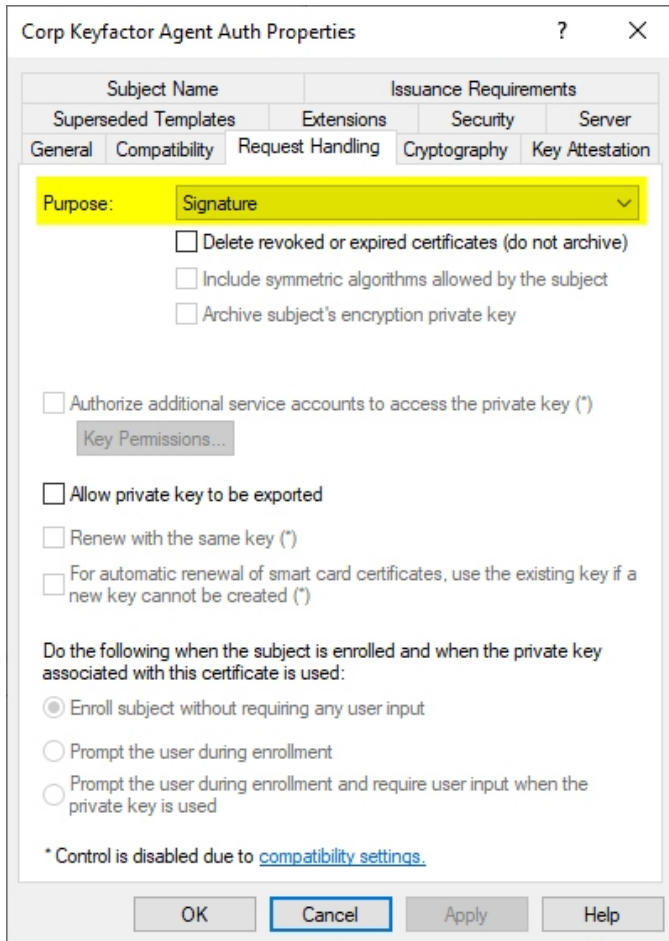 Corp Keyfactor Agent Auth Properties ?
Subject Name Issuance Requirements
Superseded Templates Extensions Security Server
General Compatibility Request Handling Cryptography Key Attestation
Purpose: Signature
Delete revoked or expired certificates (do not archive)
Include symmetric algorithms allowed by the subject
Archive subject's encryption private key
Authorize additional service accounts to access the private key (*)
Key Permissions...
Allow private key to be exported
Renew with the same key (*)
For automatic renewal of smart card certificates, use the existing key if a
new key cannot be created (*)
Do the following when the subject is enrolled and when the private key
associated with this certificate is used:
Enroll subject without requiring any user input
Prompt the user during enrollment
Prompt the user during enrollment and require user input when the
private key is used
* Control is disabled due to compatibility settings.
OK Cancel Apply Help